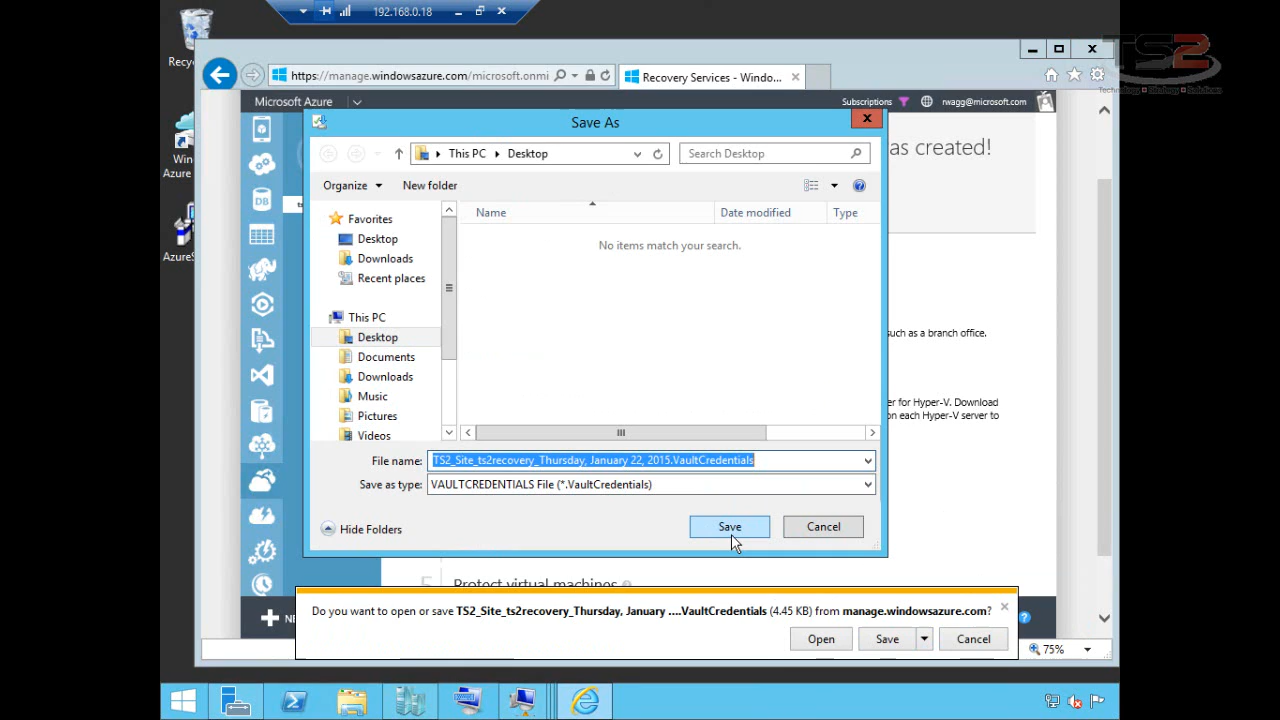 192.168.0.18
TS2
Recyc
https://manage.windowsazure.com/microsoft.onmi
Recovery Services - Windo...
Microsoft Azure
Subscriptions
rwagg@microsoft.com
Save As
as created!
This PC
Desktop
Search Desktop
Organize
New folder
Win
Azure
DB
Favorites
Desktop
Downloads
Recent places
This PC
Desktop
Documents
Downloads
Music
Pictures
Videos
Name
Date modified
Type
No items match your search.
AzureS
such as a branch office.
er for Hyper-V. Download
on each Hyper-V server to
File name:
TS2_Site_ts2recovery_Thursday, January 22, 2015.VaultCredentials
Save as type:
VAULTCREDENTIALS File (*.VaultCredentials)
Hide Folders
Save
Cancel
5 Protect virtual machines
NE
Do you want to open or save TS2_Site_ts2recovery_Thursday, January ....VaultCredentials (4.45 KB) from manage.windowsazure.com?
Open
Save
Cancel
75%